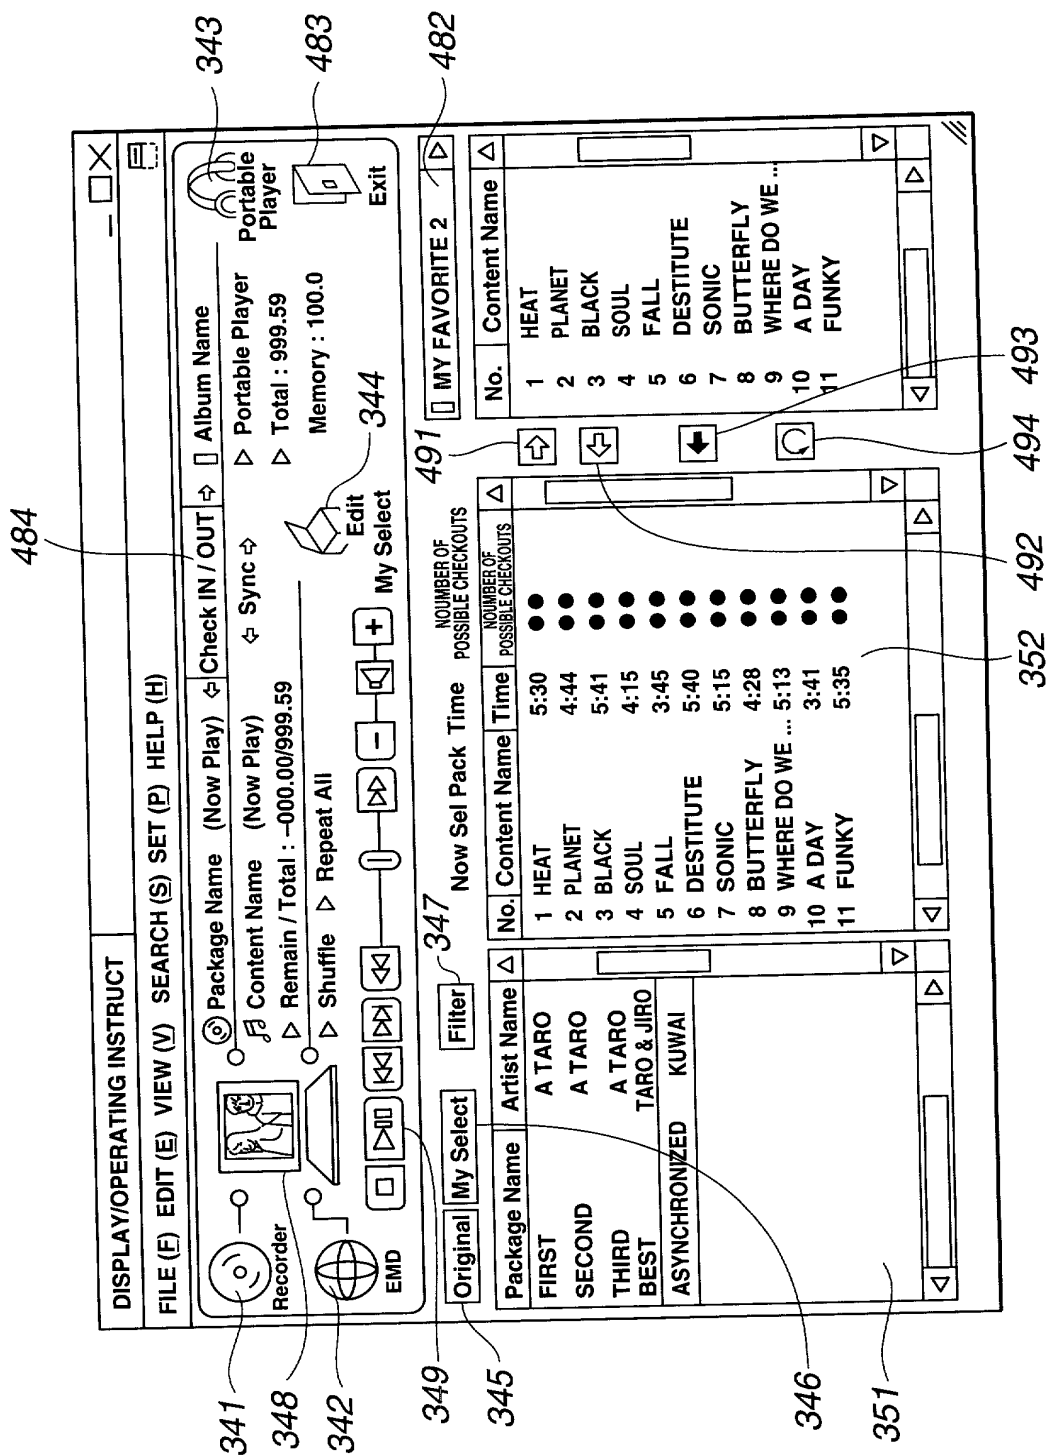 484
343
483
482
DISPLAY/OPERATING INSTRUCT
FILE (F) EDIT (E) VIEW (V) SEARCH (S) SET (P) HELP (H)
Package Name (Now Play) Check IN / OUT Album Name
Content Name (Now Play) Sync Portable Player
Remain / Total : –000.00/999.59 Total : 999.59
Shuffle Repeat All Memory : 100.0
Recorder
EMD
Portable
Player
Exit
Edit
My Select
344
341
348
342
349
345
347
491
Original My Select Filter
Now Sel Pack Time NOUMBER OF
POSSIBLE CHECKOUTS
MY FAVORITE 2
Package Name Artist Name
FIRST A TARO
SECOND A TARO
THIRD A TARO
BEST TARO & JIRO
ASYNCHRONIZED KUWAI
No. Content Name Time NOUMBER OF
POSSIBLE CHECKOUTS
1 HEAT 5:30
2 PLANET 4:44
3 BLACK 5:41
4 SOUL 4:15
5 FALL 3:45
6 DESTITUTE 5:40
7 SONIC 5:15
8 BUTTERFLY 4:28
9 WHERE DO WE ... 5:13
10 A DAY 3:41
11 FUNKY 5:35
No. Content Name
1 HEAT
2 PLANET
3 BLACK
4 SOUL
5 FALL
6 DESTITUTE
7 SONIC
8 BUTTERFLY
9 WHERE DO WE ...
10 A DAY
11 FUNKY
346
351
352
492
494
493